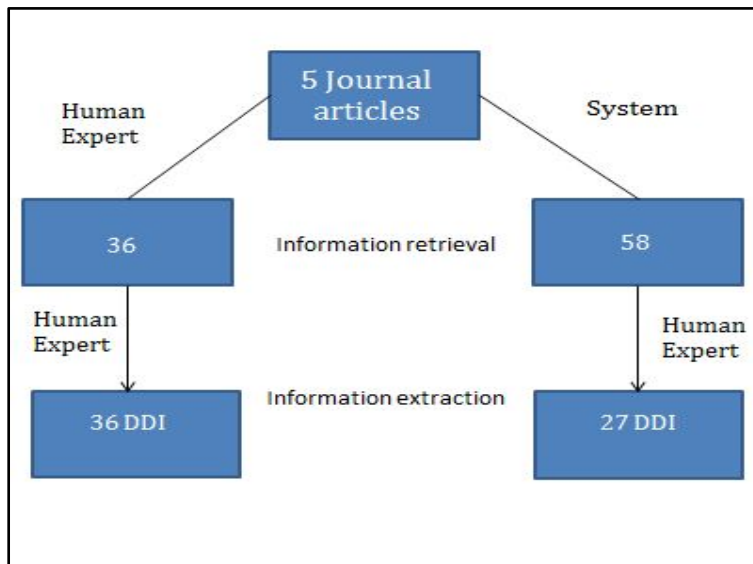 5 Journal
articles
Human
Expert
System
36
Information retrieval
58
Human
Expert
Human
Expert
Information extraction
36 DDI
27 DDI